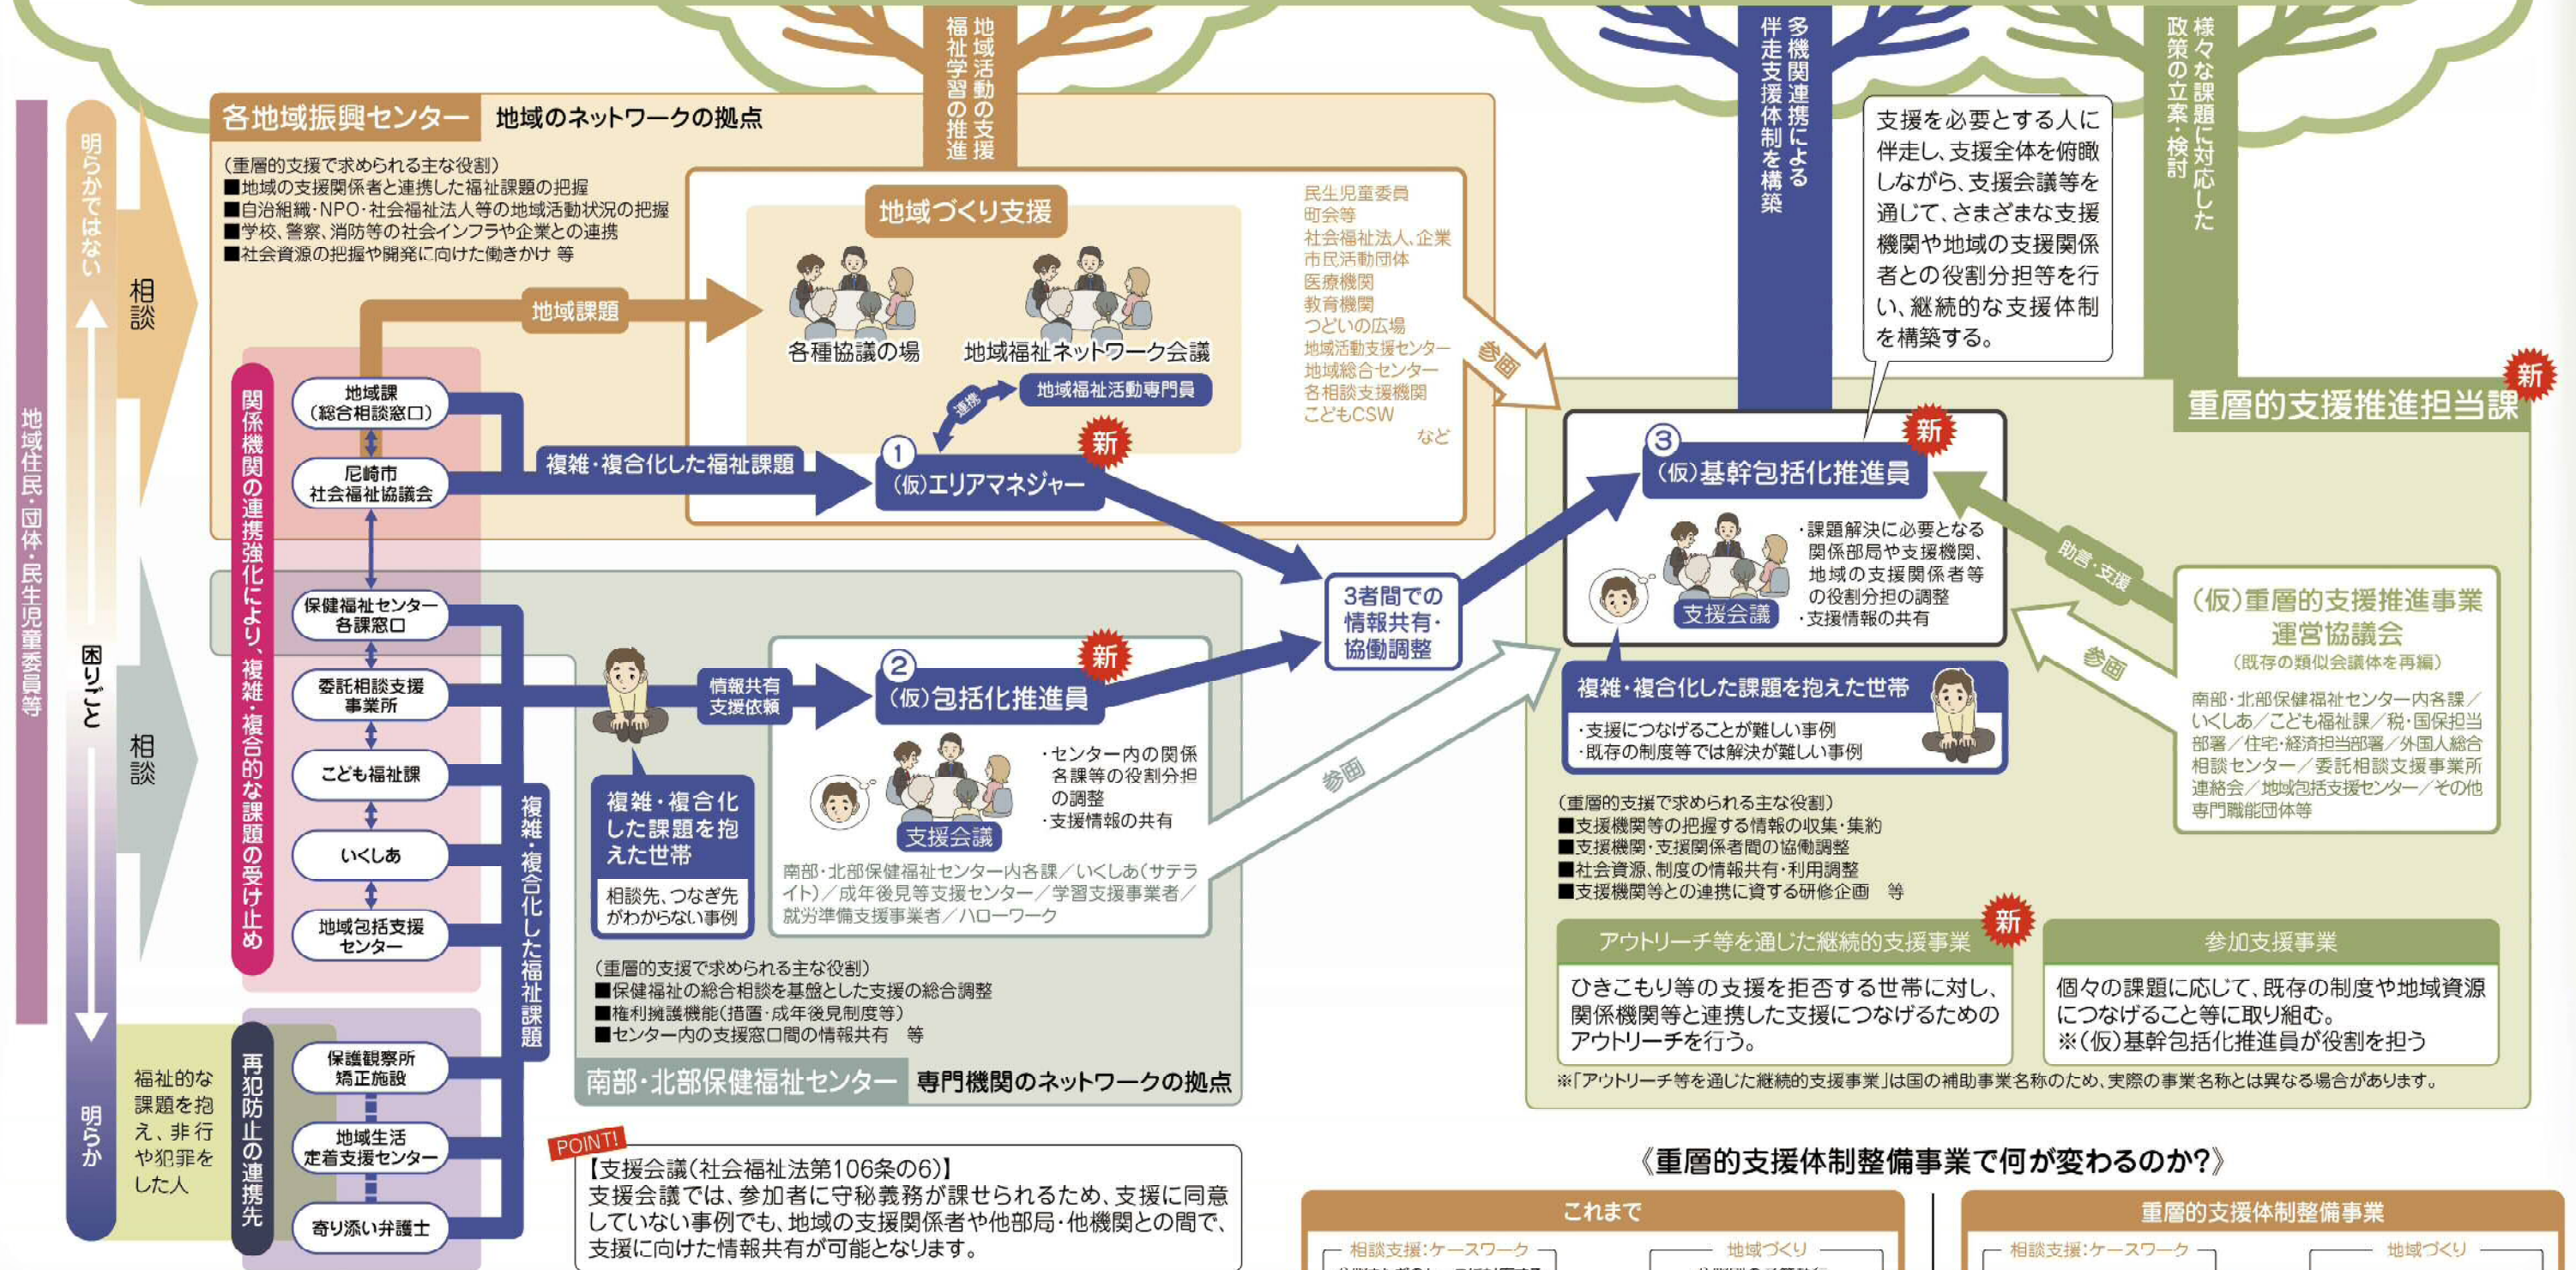 地域活動の支援
福祉学習の推進
多機関連携による
伴走支援体制を構築
様々な課題に対応した
政策の立案・検討
地域住民・団体・民生児童委員等
明らかではない
困りごと
明らか
相談
相談
各地域振興センター
地域のネットワークの拠点
(重層的支援で求められる主な役割)
■地域の支援関係者と連携した福祉課題の把握
■自治組織・NPO・社会福祉法人等の地域活動状況の把握
■学校、警察、消防等の社会インフラや企業との連携
■社会資源の把握や開発に向けた働きかけ 等
地域課題
地域づくり支援
各種協議の場
地域福祉ネットワーク会議
地域福祉活動専門員
連携
民生児童委員
町会等
社会福祉法人、企業
市民活動団体
医療機関
教育機関
つどいの広場
地域活動支援センター
地域総合センター
各相談支援機関
こどもCSW
など
参画
関係機関の連携強化により、複雑・複合的な課題の受け止め
地域課
(総合相談窓口)
尼崎市
社会福祉協議会
保健福祉センター
各課窓口
委託相談支援
事業所
こども福祉課
いくしあ
地域包括支援
センター
複雑・複合化した福祉課題
①
(仮)エリアマネジャー
新
複雑・複合化した福祉課題
情報共有
支援依頼
②
(仮)包括化推進員
新
支援会議
・センター内の関係
各課等の役割分担
の調整
・支援情報の共有
南部・北部保健福祉センター内各課/いくしあ(サテラ
イト)/成年後見等支援センター/学習支援事業者/
就労準備支援事業者/ハローワーク
複雑・複合化
した課題を抱
えた世帯
相談先、つなぎ先
がわからない事例
(重層的支援で求められる主な役割)
■保健福祉の総合相談を基盤とした支援の総合調整
■権利擁護機能(措置・成年後見制度等)
■センター内の支援窓口間の情報共有 等
南部・北部保健福祉センター
専門機関のネットワークの拠点
3者間での
情報共有・
協働調整
参画
支援を必要とする人に
伴走し、支援全体を俯瞰
しながら、支援会議等を
通じて、さまざまな支援
機関や地域の支援関係
者との役割分担等を行
い、継続的な支援体制
を構築する。
重層的支援推進担当課
新
③
(仮)基幹包括化推進員
新
支援会議
・課題解決に必要となる
関係部局や支援機関、
地域の支援関係者等
の役割分担の調整
・支援情報の共有
助言・支援
参画
(仮)重層的支援推進事業
運営協議会
(既存の類似会議体を再編)
南部・北部保健福祉センター内各課/
いくしあ/こども福祉課/税・国保担当
部署/住宅・経済担当部署/外国人総合
相談センター/委託相談支援事業所
連絡会/地域包括支援センター/その他
専門職能団体等
複雑・複合化した課題を抱えた世帯
・支援につなげることが難しい事例
・既存の制度等では解決が難しい事例
(重層的支援で求められる主な役割)
■支援機関等の把握する情報の収集・集約
■支援機関・支援関係者間の協働調整
■社会資源、制度の情報共有・利用調整
■支援機関等との連携に資する研修企画 等
アウトリーチ等を通じた継続的支援事業
新
ひきこもり等の支援を拒否する世帯に対し、
関係機関等と連携した支援につなげるための
アウトリーチを行う。
参加支援事業
個々の課題に応じて、既存の制度や地域資源
につなげること等に取り組む。
※(仮)基幹包括化推進員が役割を担う
※「アウトリーチ等を通じた継続的支援事業」は国の補助事業名称のため、実際の事業名称とは異なる場合があります。
福祉的な
課題を抱
え、非行
や犯罪を
した人
再犯防止の連携先
保護観察所
矯正施設
地域生活
定着支援センター
寄り添い弁護士
POINT!
【支援会議(社会福祉法第106条の6)】
支援会議では、参加者に守秘義務が課せられるため、支援に同意
していない事例でも、地域の支援関係者や他部局・他機関との間で、
支援に向けた情報共有が可能となります。
《重層的支援体制整備事業で何が変わるのか?》
これまで
相談支援:ケースワーク
地域づくり
重層的支援体制整備事業
相談支援:ケースワーク
地域づくり